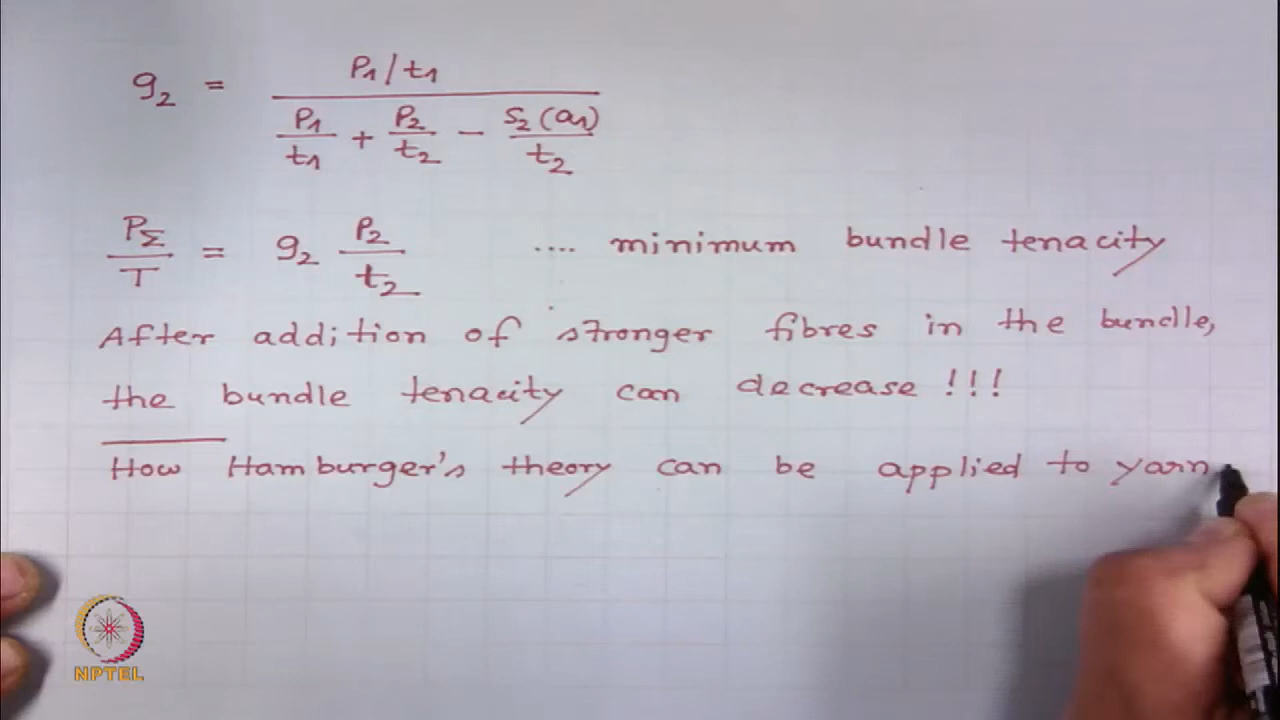 g₂ = (P₁/t₁) / (P₁/t₁ + P₂/t₂ − S₂(a₁)/t₂)
P_Σ/T = g₂ P₂/t₂ .... minimum bundle tenacity
After addition of stronger fibres in the bundle,
the bundle tenacity can decrease !!!
How Hamburger's theory can be applied to yarn
NPTEL